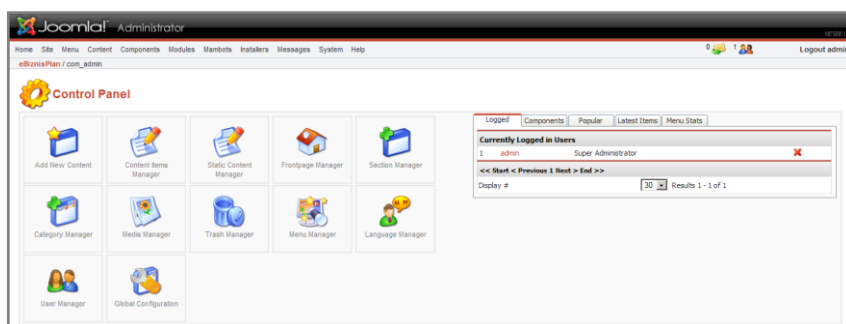 Joomla! Administrator
Home Site Menu Content Components Modules Mambots Installers Messages System Help 0 1 Logout admin
eBiznisPlan / com_admin
Control Panel
Logged Components Popular Latest Items Menu Stats
Currently Logged in Users
1 admin Super Administrator
<< Start < Previous 1 Next > End >>
Display # 30 Results 1 - 1 of 1
Add New Content
Content Items Manager
Static Content Manager
Frontpage Manager
Section Manager
Category Manager
Media Manager
Trash Manager
Menu Manager
Language Manager
User Manager
Global Configuration